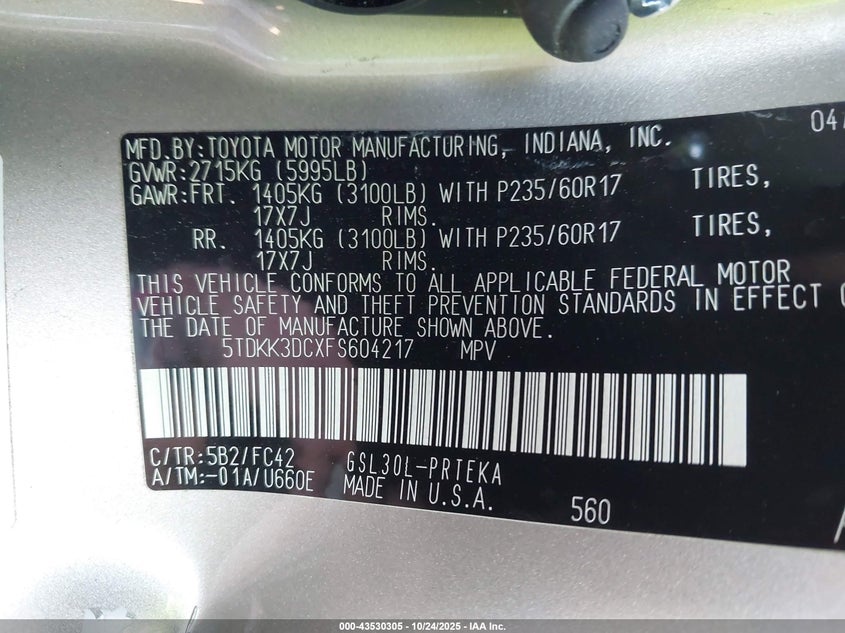 04/
MFD.BY:TOYOTA MOTOR MANUFACTURING, INDIANA, INC.
GVWR:2715KG (5995LB)
GAWR:FRT. 1405KG (3100LB) WITH P235/60R17 TIRES,
17X7J RIMS.
RR. 1405KG (3100LB) WITH P235/60R17 TIRES,
17X7J RIMS.
THIS VEHICLE CONFORMS TO ALL APPLICABLE FEDERAL MOTOR
VEHICLE SAFETY AND THEFT PREVENTION STANDARDS IN EFFECT
THE DATE OF MANUFACTURE SHOWN ABOVE.
5TDKK3DCXFS604217 MPV
C/TR:5B2/FC42 GSL30L-PRTEKA
A/TM:-01A/U660E MADE IN U.S.A.
560
000-43530305 - 10/24/2025 - IAA Inc.